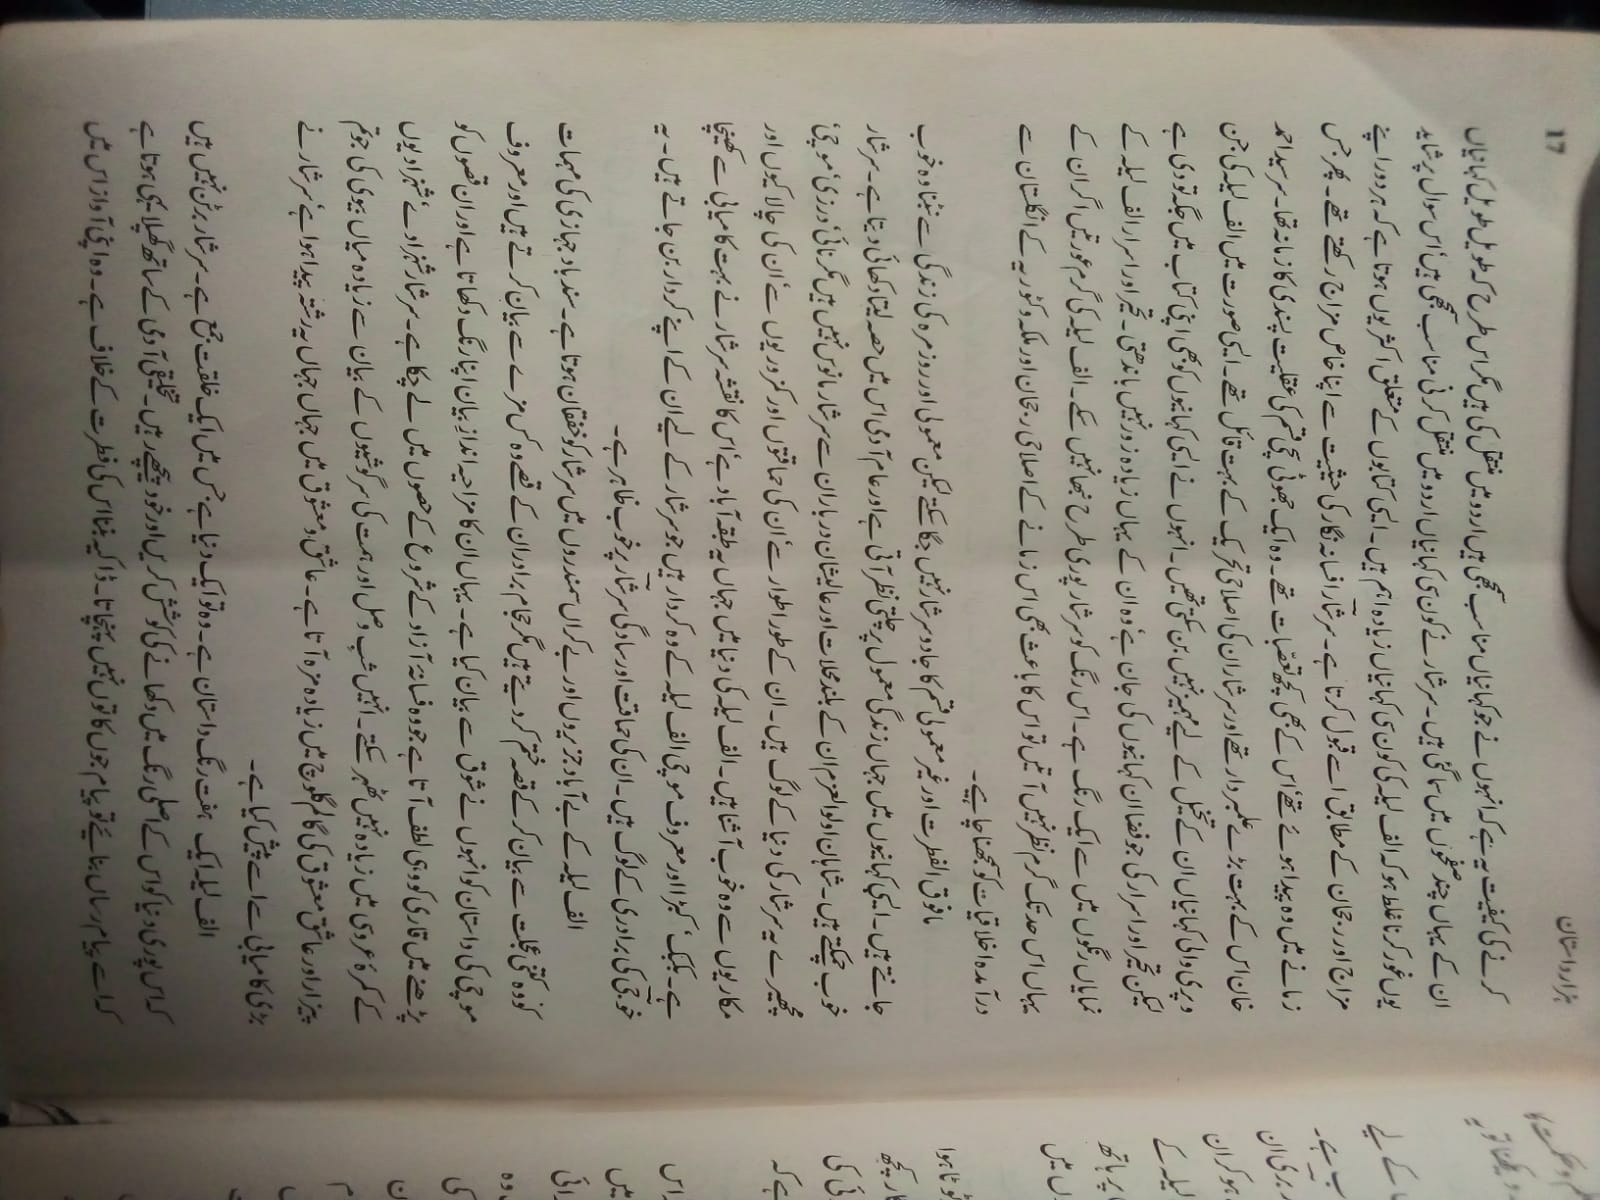 ہزار داستان
17
کرنے کی کیفیت یہ ہے کہ انہوں نے جو کہانیاں مناسب سمجھی ہیں اردو میں منتقل کی ہیں مگر اس طرح کہ طویل طویل کہانیاں
ان کے یہاں چند صفحوں میں سما گئی ہیں۔ سرشار نے کون سی کہانیاں اردو میں منتقل کرنی مناسب سمجھی ہیں‘ اس سوال پر شاید
یوں غور کرنا غلط ہو کہ الف لیلہ کی کون سی کہانیاں زیادہ اہم ہیں۔ ایسی کتابوں کے متعلق اکثر یوں ہوتا ہے کہ ہر دور اپنے
مزاج اور رجحان کے مطابق اسے قبول کرتا ہے۔ سرشار افسانہ نگار کی حیثیت سے اپنا خاص مزاج رکھتے تھے۔ پھر جس
زمانے میں وہ پیدا ہوئے تھے‘ اس کے بھی کچھ تعصّبات تھے۔ وہ ایک جھوٹی سچی قسم کی عقلیت پسندی کا زمانہ تھا۔ سرسید احمد
خان اس کے بہت بڑے علمبردار تھے اور سرشار ان کی اصلاحی تحریک کے بہت قائل تھے۔ ایسی صورت میں الف لیلہ کی جن
و پری والی کہانیاں ان کے تخیل کے لیے مہمیز نہیں بن سکتی تھیں۔ انہوں نے ایسی کہانیوں کو بھی اپنی کتاب میں جگہ تو دی ہے
لیکن تحیر اور اسرار کی جو فضا ان کہانیوں کی جان ہے‘ وہ ان کے یہاں زیادہ زور نہیں باندھتی۔ تحیر اور اسرار الف لیلہ کے
نمایاں رنگوں میں سے ایک رنگ ہے۔ اس رنگ کو سرشار پوری طرح نبھا نہیں سکے۔ الف لیلہ کی گرم عورتیں اگر ان کے
یہاں اس حد تک گرم نظر نہیں آتیں تو اس کا باعث بھی اس زمانے کے اصلاحی رجحان اور ملکہ وکٹوریہ کے انگلستان سے
درآمدہ اخلاقیات کو سمجھنا چاہیے۔
مافوق الفطرت اور غیر معمولی قسم کا جادو سرشار نہیں جگا سکتے لیکن معمولی اور روزمرہ کی زندگی سے نبٹنا وہ خوب
جانتے ہیں۔ ایسی کہانیوں میں جہاں زندگی معمول پر چلتی نظر آتی ہے اور عام آدمی اس میں حصہ لیتا دکھائی دیتا ہے۔ سرشار
خوب چمکتے ہیں۔ شاہان اولوالعزم ان کے بلند محلات اور عالیشان درباران سے سرشار مانوس نہیں ہیں مگر نائی‘ درزی‘ موچی‘
مچھیرے یہ سرشار کی دنیا کے لوگ ہیں۔ ان کے طور اطوار سے‘ ان کی حماقتوں اور کمزوریوں سے‘ ان کی چالاکیوں اور
مکاریوں سے وہ خوب آشنا ہیں۔ الف لیلہ کی دنیا میں جہاں یہ طبقہ آباد ہے‘ اس کا نقشہ سرشار نے بہت کامیابی سے کھینچا
ہے۔ بکبک‘ کبڑا اور معروف موچی الف لیلہ کے وہ کردار ہیں جو سرشار کے لیے ان کے اپنے کردار بن جاتے ہیں۔ یہ
خوجی کی برادری کے لوگ ہیں۔ ان کی حماقت اور سادگی سرشار پر خوب ظاہر ہے۔
الف لیلہ کے بے آباد جزیروں اور بے کراں سمندروں میں سرشار کو خفقان ہوتا ہے۔ سند باد جہازی کی مہمات
کو وہ کتنی عجلت سے بیان کر کے قصہ ختم کر دیتے ہیں مگر حجام برادران کے قصے وہ کس مزے سے بیان کرتے ہیں اور معروف
موچی کی داستان کو انہوں نے شوق سے بیان کیا ہے۔ یہاں ان کا مزاحیہ اندازِ بیان اپنا رنگ دکھاتا ہے اور ان قصوں کو
پڑھنے میں قاری کو وہی لطف آتا ہے جو وہ فسانۂ آزاد کے شروع کے حصوں میں لے چکا ہے۔ سرشار شہزادے‘ شہزادیوں
کے کمرۂ عروسی میں زیادہ نہیں ٹھہر سکتے۔ انہیں شبِ وصل اور ہمت کی سرگوشیوں کے بیان سے زیادہ میاں بیوی کی جوتم
پیزار اور عاشق معشوق کی گالم گلوچ میں زیادہ مزہ آتا ہے۔ عاشق و معشوق میں جہاں جہاں یہ رشتہ پیدا ہوا ہے‘ سرشار نے
بڑی کامیابی سے اسے پیش کیا ہے۔
الف لیلہ ایک ہفت رنگ داستان ہے۔ وہ تو ایک دنیا ہے جس میں ایک خلقت جمع ہے۔ سرشار برٹن نہیں ہیں
کہ اس پوری دنیا کو اس کے اصلی رنگ میں دکھانے کی کوشش کریں اور خود پیچھے رہیں۔ تخلیقی آدمی کے ساتھ گھپلا یہی ہوتا ہے
کہ اسے پیام رساں بنائیے تو پیام جوں کا توں نہیں پہنچاتا۔ ڈاکیہ بننا اس کی فطرت کے خلاف ہے۔ وہ اپنی آواز اس میں